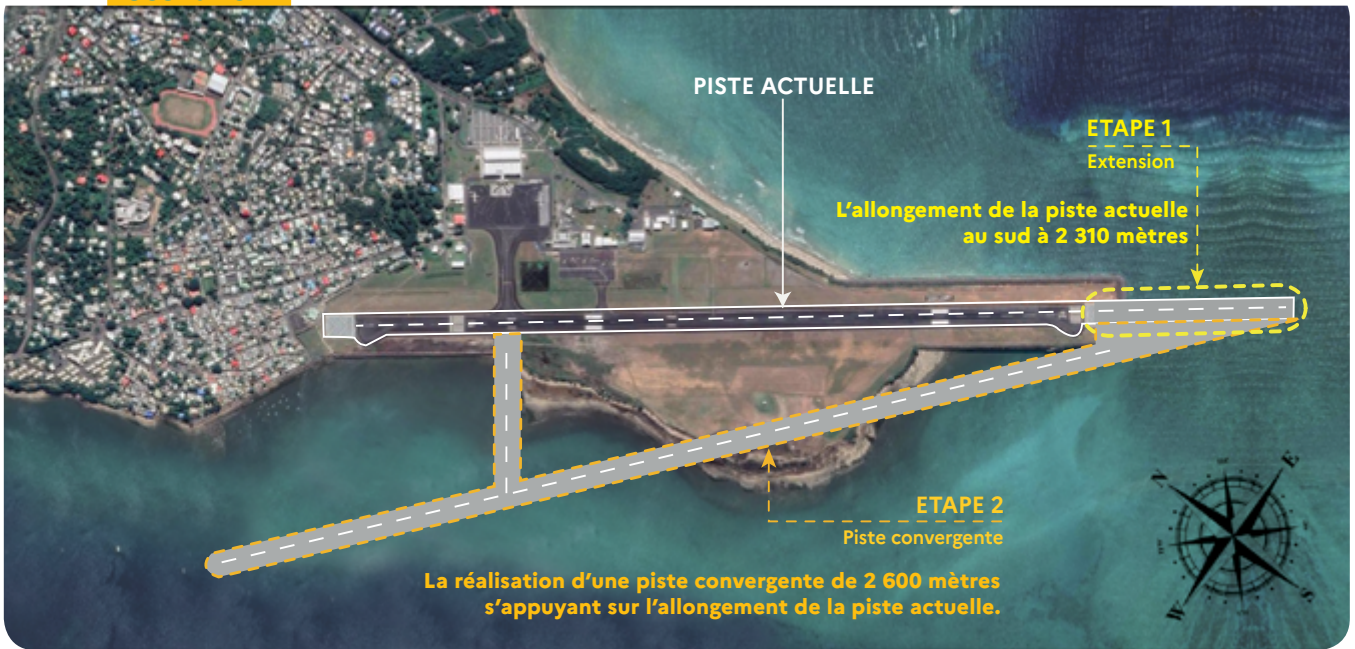 PISTE ACTUELLE
ETAPE 1
Extension
L'allongement de la piste actuelle
au sud à 2 310 mètres
ETAPE 2
Piste convergente
La réalisation d'une piste convergente de 2 600 mètres
s'appuyant sur l'allongement de la piste actuelle.
N
E
W
S